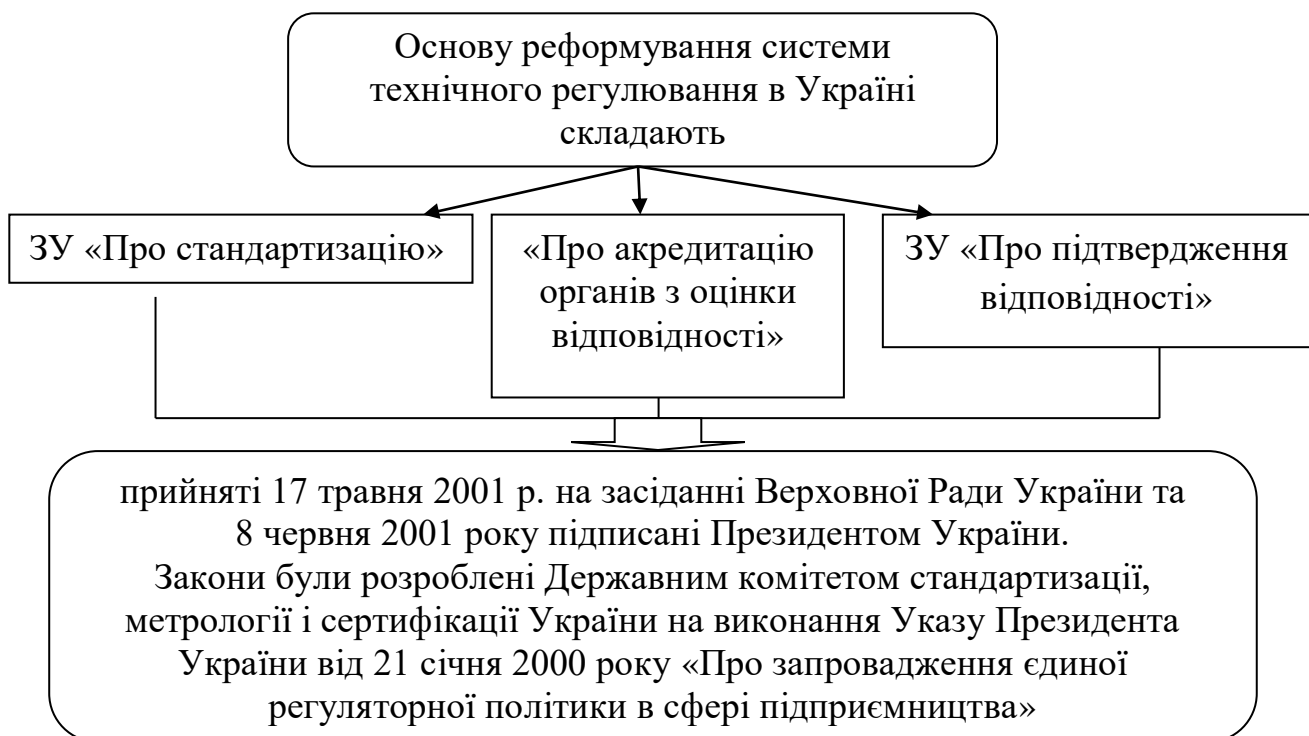 Основу реформування системи
технічного регулювання в Україні
складають
ЗУ «Про стандартизацію»
«Про акредитацію
органів з оцінки
відповідності»
ЗУ «Про підтвердження
відповідності»
прийняті 17 травня 2001 р. на засіданні Верховної Ради України та
8 червня 2001 року підписані Президентом України.
Закони були розроблені Державним комітетом стандартизації,
метрології і сертифікації України на виконання Указу Президента
України від 21 січня 2000 року «Про запровадження єдиної
регуляторної політики в сфері підприємництва»